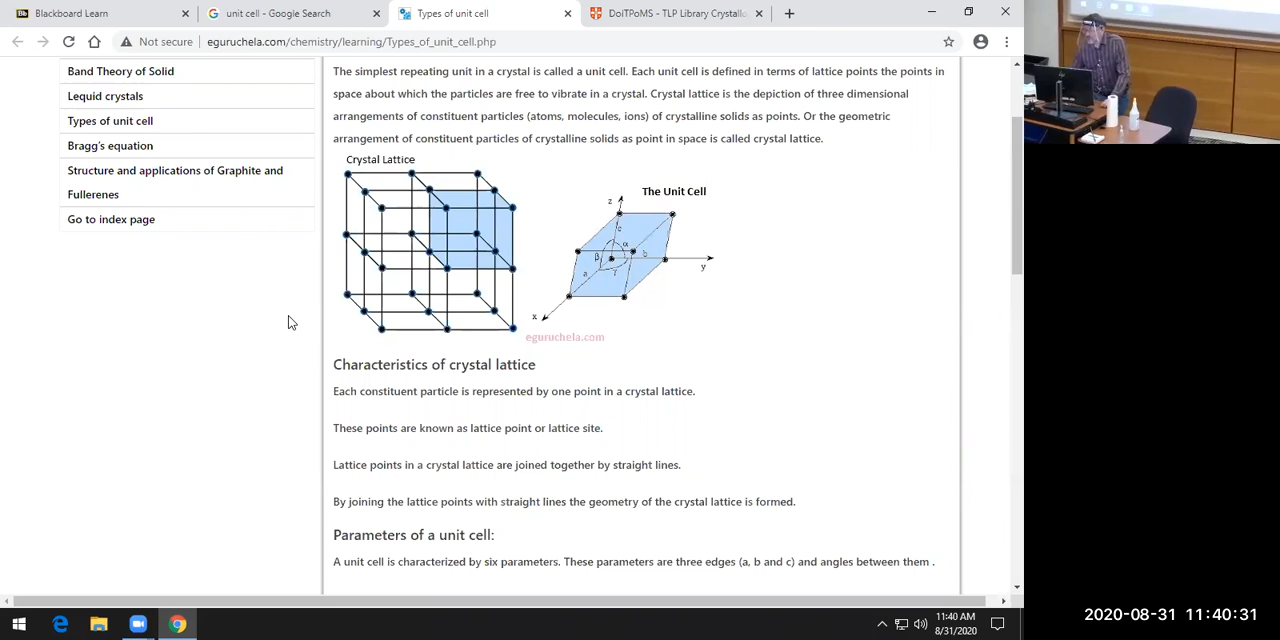 Blackboard Learn
unit cell - Google Search
Types of unit cell
DoiTPoMS - TLP Library Crystallo
Not secure
eguruchela.com/chemistry/learning/Types_of_unit_cell.php
Band Theory of Solid
Lequid crystals
Types of unit cell
Bragg's equation
Structure and applications of Graphite and
Fullerenes
Go to index page
The simplest repeating unit in a crystal is called a unit cell. Each unit cell is defined in terms of lattice points the points in
space about which the particles are free to vibrate in a crystal. Crystal lattice is the depiction of three dimensional
arrangements of constituent particles (atoms, molecules, ions) of crystalline solids as points. Or the geometric
arrangement of constituent particles of crystalline solids as point in space is called crystal lattice.
Crystal Lattice
The Unit Cell
z
c
α
β
b
a
γ
y
x
eguruchela.com
Characteristics of crystal lattice
Each constituent particle is represented by one point in a crystal lattice.
These points are known as lattice point or lattice site.
Lattice points in a crystal lattice are joined together by straight lines.
By joining the lattice points with straight lines the geometry of the crystal lattice is formed.
Parameters of a unit cell:
A unit cell is characterized by six parameters. These parameters are three edges (a, b and c) and angles between them .
11:40 AM
8/31/2020
2020-08-31 11:40:31